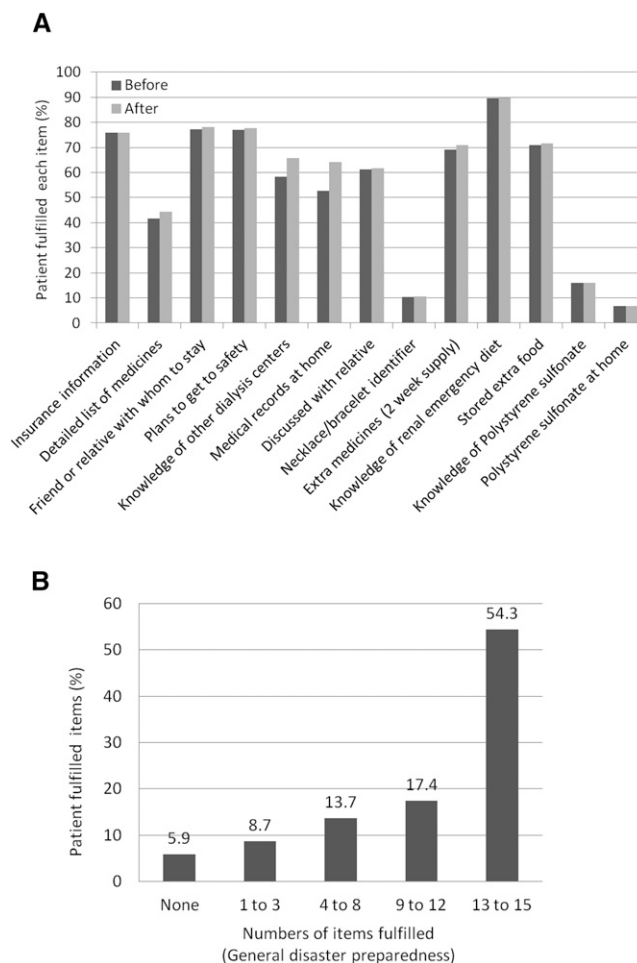 A
100
90
80
70
60
50
40
30
20
10
0
Patient fulfilled each item (%)
Before
After
Insurance information
Detailed list of medicines
Friend or relative with whom to stay
Plans to get to safety
Knowledge of other dialysis centers
Medical records at home
Discussed with relative
Necklace/bracelet identifier
Extra medicines (2 week supply)
Knowledge of renal emergency diet
Stored extra food
Knowledge of Polystyrene sulfonate
Polystyrene sulfonate at home
B
60
50
40
30
20
10
0
Patient fulfilled items (%)
5.9
8.7
13.7
17.4
54.3
None
1 to 3
4 to 8
9 to 12
13 to 15
Numbers of items fulfilled
(General disaster preparedness)